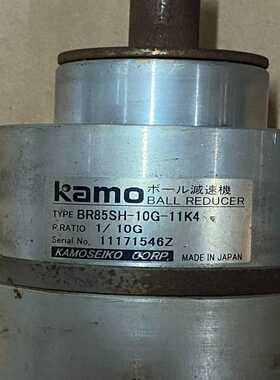 kamo ボール減速機
BALL REDUCER
TYPE BR85SH-10G-11K4
R.RATIO 1/10G
Serial No. 11171546Z
KAMOSEIKO CORP. MADE IN JAPAN